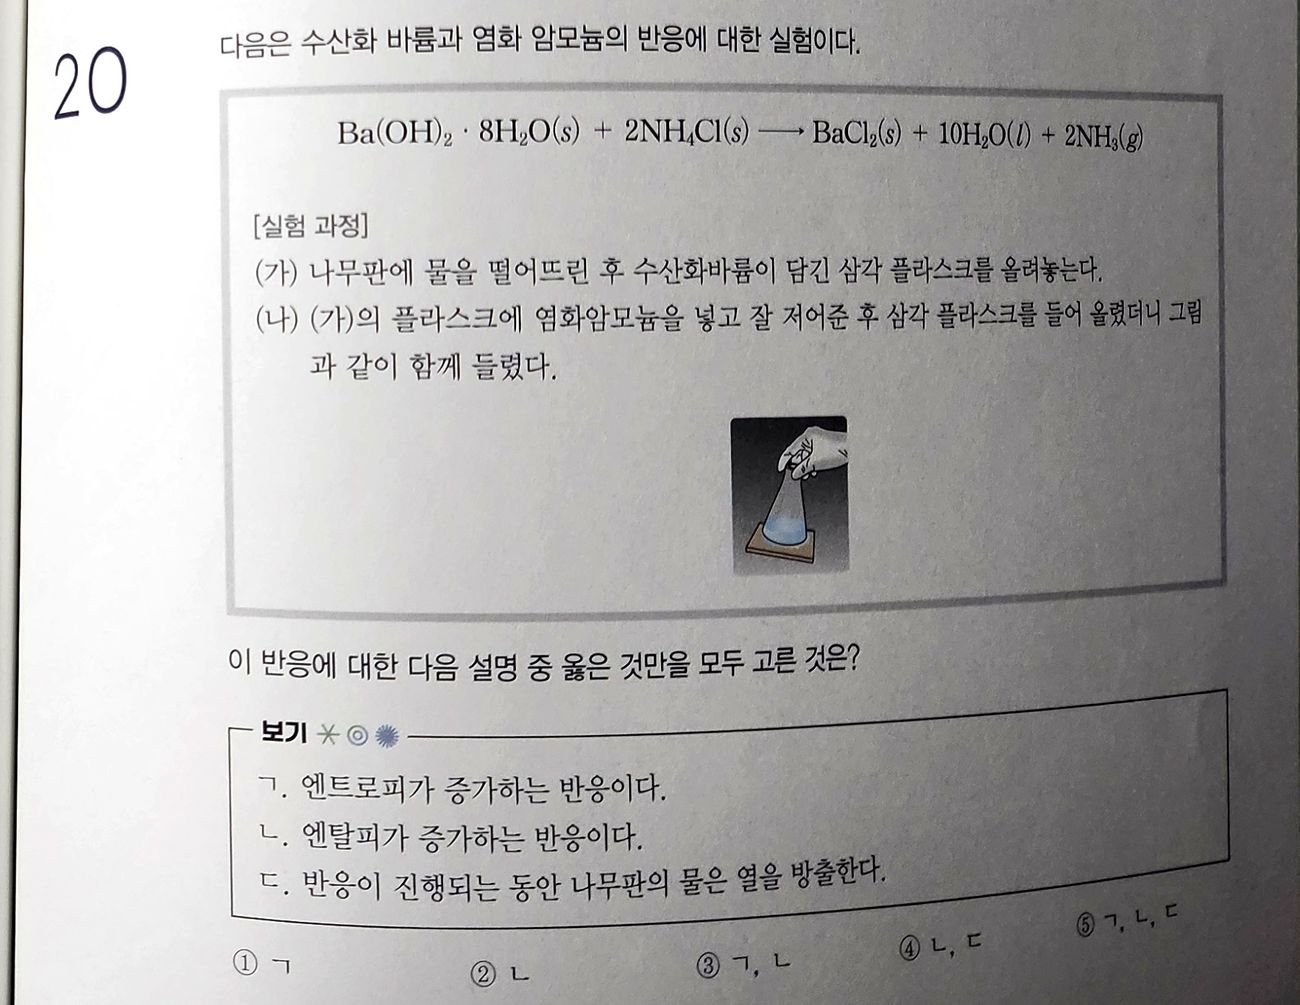 20
다음은 수산화 바륨과 염화 암모늄의 반응에 대한 실험이다.
Ba(OH)₂ · 8H₂O(s) + 2NH₄Cl(s) ⟶ BaCl₂(s) + 10H₂O(l) + 2NH₃(g)
[실험 과정]
(가) 나무판에 물을 떨어뜨린 후 수산화바륨이 담긴 삼각 플라스크를 올려놓는다.
(나) (가)의 플라스크에 염화암모늄을 넣고 잘 저어준 후 삼각 플라스크를 들어 올렸더니 그림
과 같이 함께 들렸다.
이 반응에 대한 다음 설명 중 옳은 것만을 모두 고른 것은?
보기
ㄱ. 엔트로피가 증가하는 반응이다.
ㄴ. 엔탈피가 증가하는 반응이다.
ㄷ. 반응이 진행되는 동안 나무판의 물은 열을 방출한다.
① ㄱ ② ㄴ ③ ㄱ, ㄴ ④ ㄴ, ㄷ ⑤ ㄱ, ㄴ, ㄷ